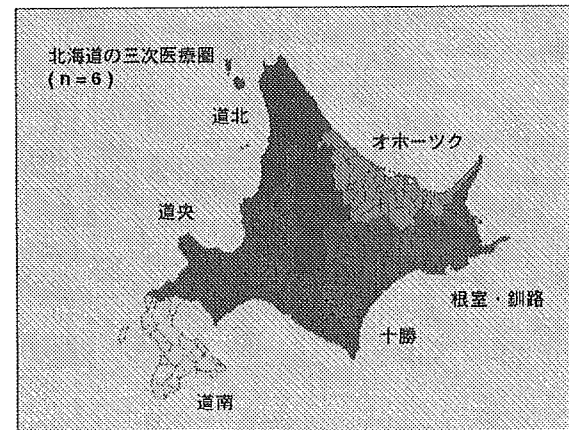 北海道の三次医療圏
(n=6)
道北
オホーツク
道央
根室・釧路
十勝
道南